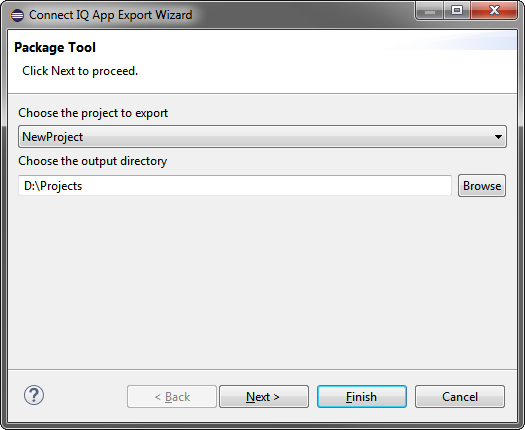 Connect IQ App Export Wizard
Package Tool
Click Next to proceed.
Choose the project to export
NewProject
Choose the output directory
D:\Projects
Browse
?
< Back
Next >
Finish
Cancel